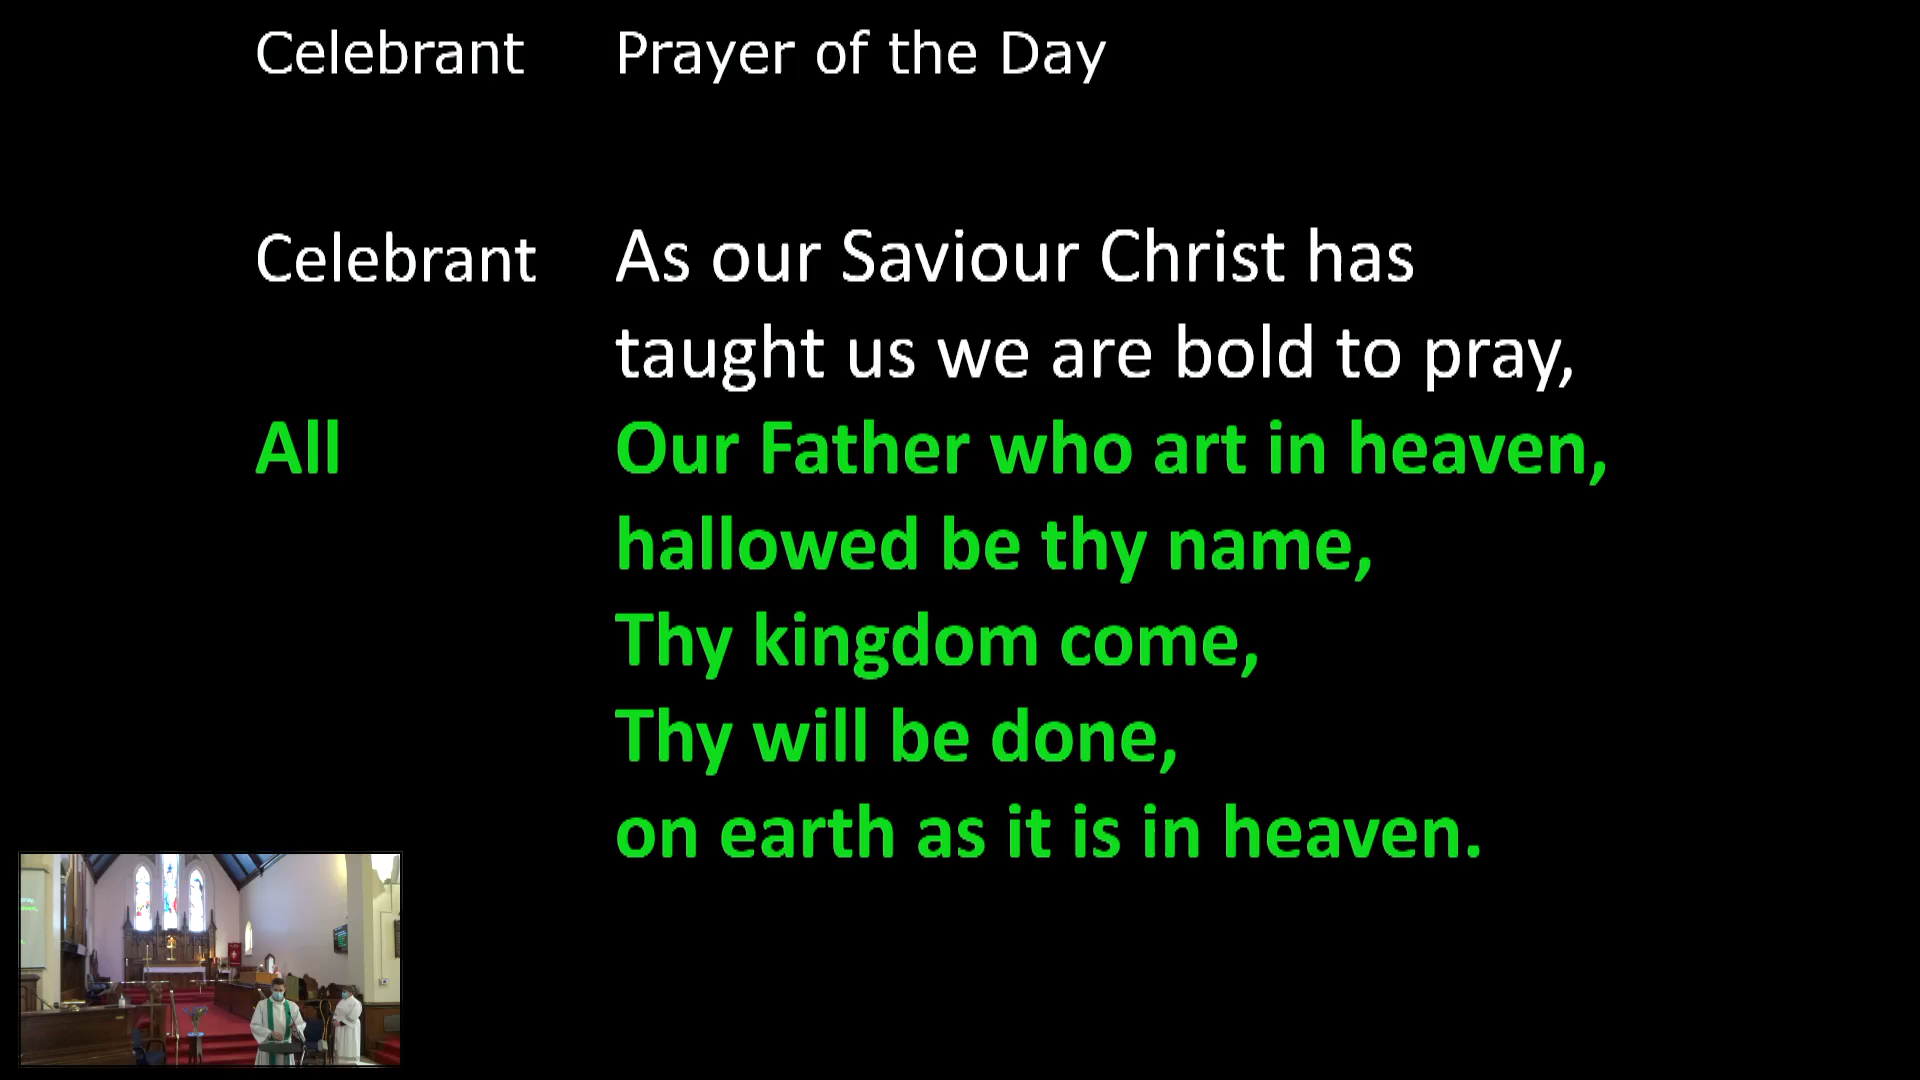 Celebrant Prayer of the Day
Celebrant As our Saviour Christ has
taught us we are bold to pray,
All Our Father who art in heaven,
hallowed be thy name,
Thy kingdom come,
Thy will be done,
on earth as it is in heaven.